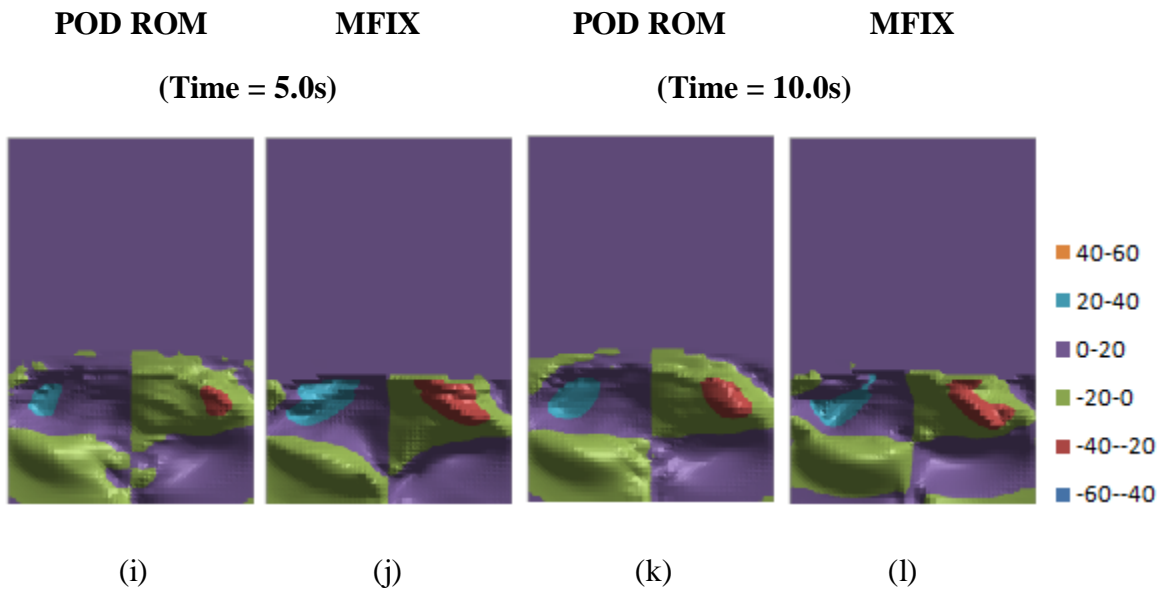 POD ROM MFIX POD ROM MFIX
(Time = 5.0s) (Time = 10.0s)
40-60
20-40
0-20
-20-0
-40--20
-60--40
(i) (j) (k) (l)